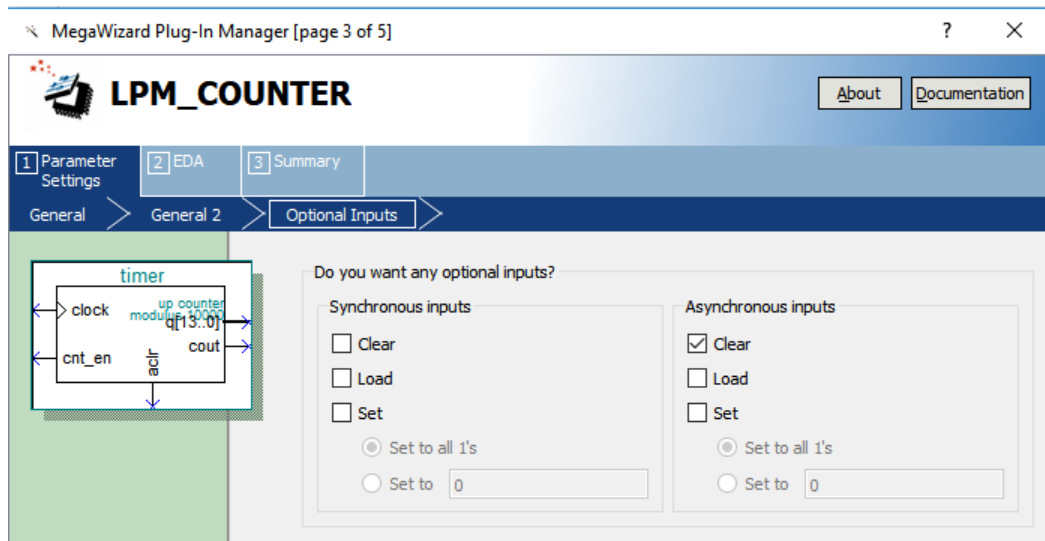 MegaWizard Plug-In Manager [page 3 of 5]
?
LPM_COUNTER
About
Documentation
1 Parameter Settings
2 EDA
3 Summary
General
General 2
Optional Inputs
timer
clock
up counter
modulus 10000
q[13..0]
cnt_en
aclr
cout
Do you want any optional inputs?
Synchronous inputs
Clear
Load
Set
Set to all 1's
Set to 0
Asynchronous inputs
Clear
Load
Set
Set to all 1's
Set to 0